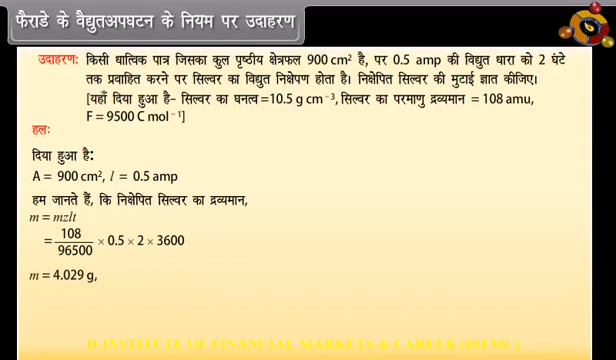 फैराडे के वैद्युतअपघटन के नियम पर उदाहरण
उदाहरण: किसी धात्विक पात्र जिसका कुल पृष्ठीय क्षेत्रफल 900 cm² है, पर 0.5 amp की विद्युत धारा को 2 घंटे
तक प्रवाहित करने पर सिल्वर का विद्युत निक्षेपण होता है। निक्षेपित सिल्वर की मुटाई ज्ञात कीजिए।
[यहाँ दिया हुआ है– सिल्वर का घनत्व = 10.5 g cm⁻³, सिल्वर का परमाणु द्रव्यमान = 108 amu,
F = 9500 C mol⁻¹]
हलः
दिया हुआ है:
A = 900 cm², l = 0.5 amp
हम जानते हैं, कि निक्षेपित सिल्वर का द्रव्यमान,
m = mzlt
= 108/96500 × 0.5 × 2 × 3600
m = 4.029 g,
D-INSTITUTE OF FINANCIAL MARKETS & CAREER (DIFMC)